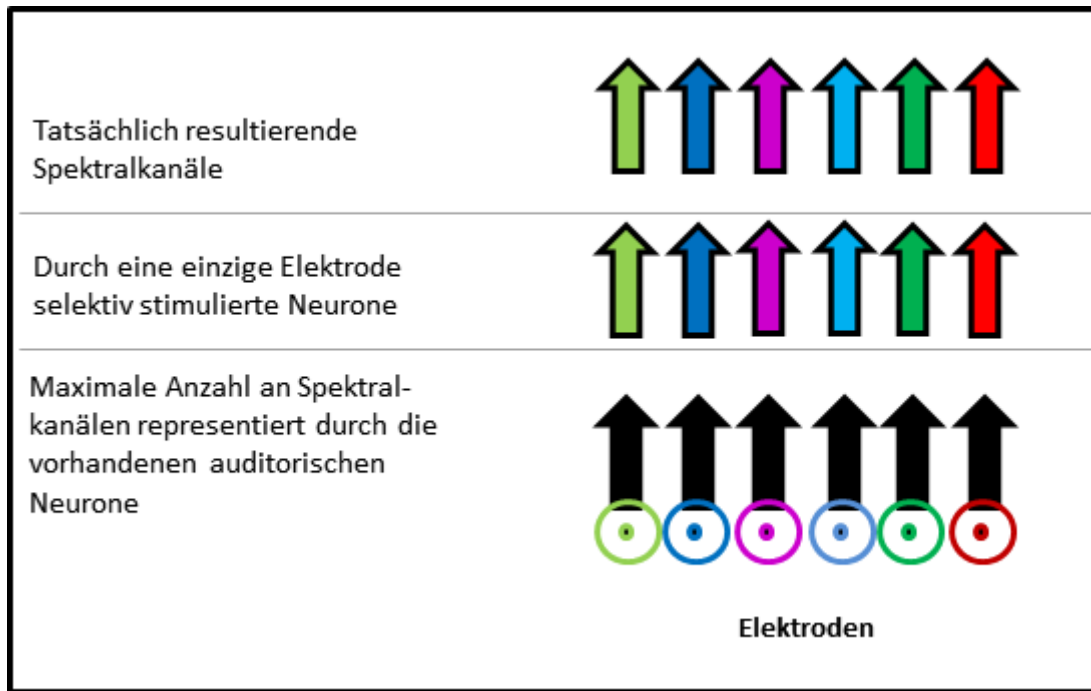 Tatsächlich resultierende
Spektralkanäle
Durch eine einzige Elektrode
selektiv stimulierte Neurone
Maximale Anzahl an Spektral-
kanälen representiert durch die
vorhandenen auditorischen
Neurone
Elektroden